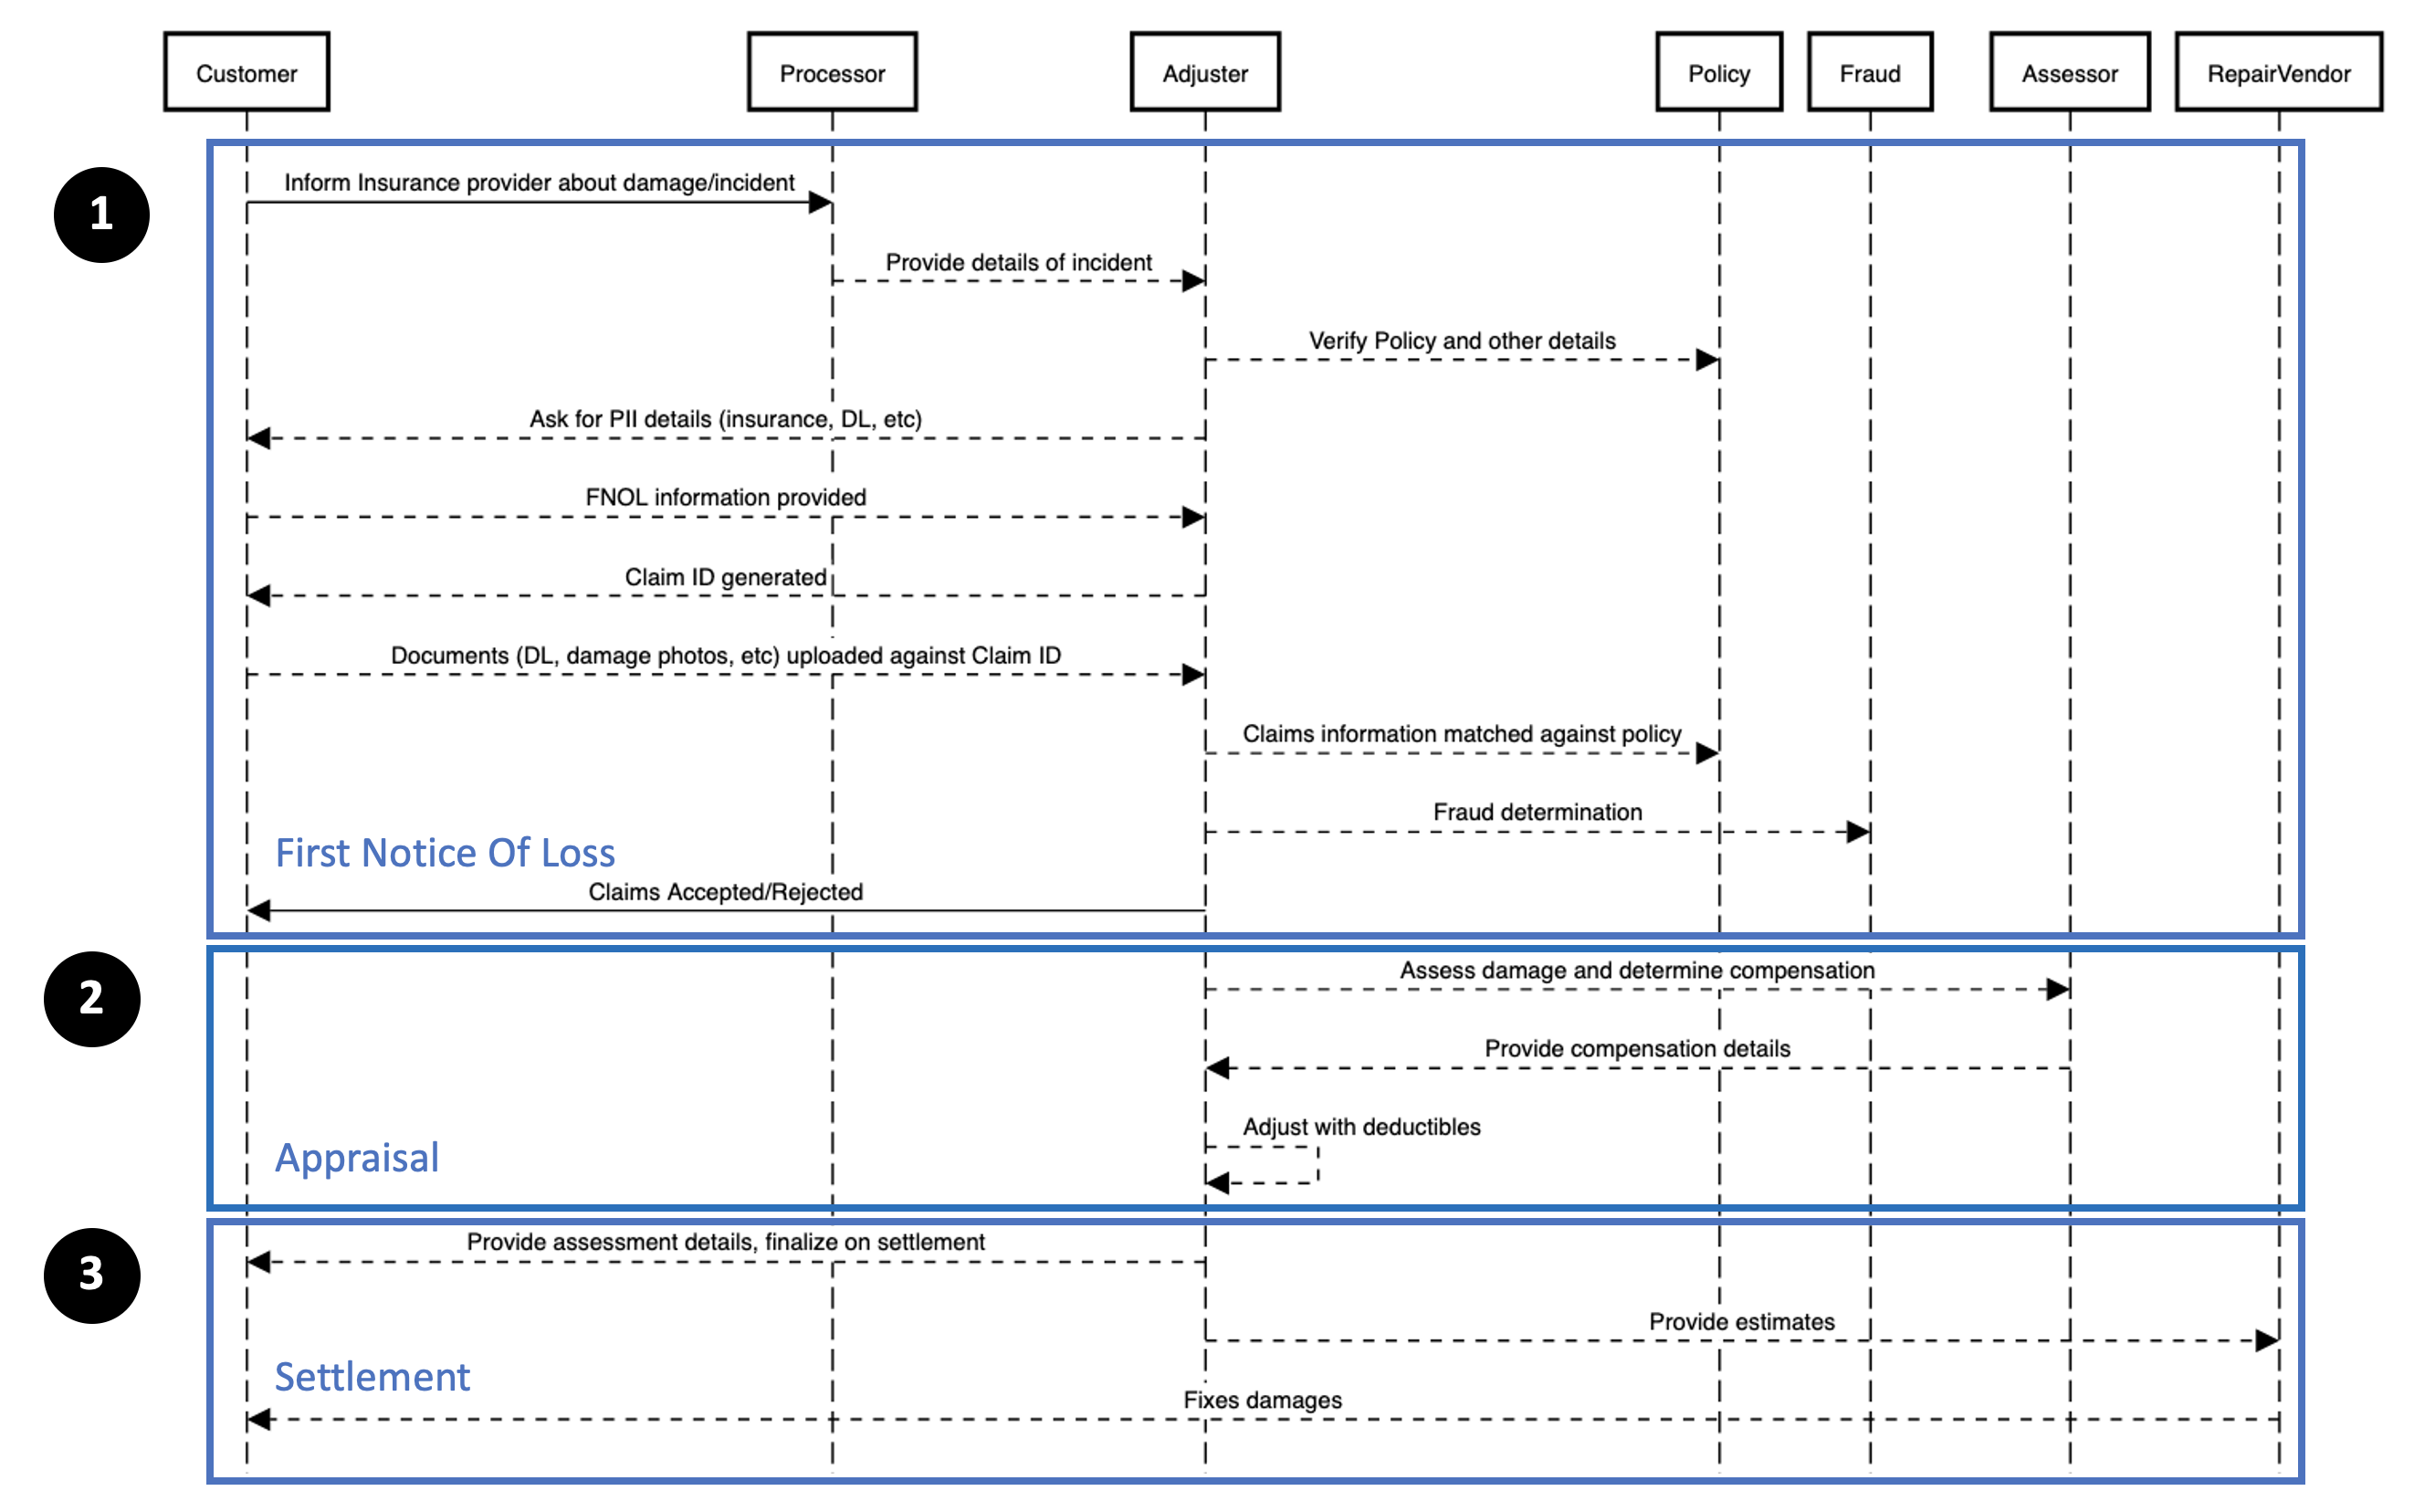 Customer
Processor
Adjuster
Policy
Fraud
Assessor
RepairVendor
1
Inform Insurance provider about damage/incident
Provide details of incident
Verify Policy and other details
Ask for PII details (insurance, DL, etc)
FNOL information provided
Claim ID generated
Documents (DL, damage photos, etc) uploaded against Claim ID
Claims information matched against policy
Fraud determination
First Notice Of Loss
Claims Accepted/Rejected
2
Assess damage and determine compensation
Provide compensation details
Adjust with deductibles
Appraisal
3
Provide assessment details, finalize on settlement
Provide estimates
Settlement
Fixes damages